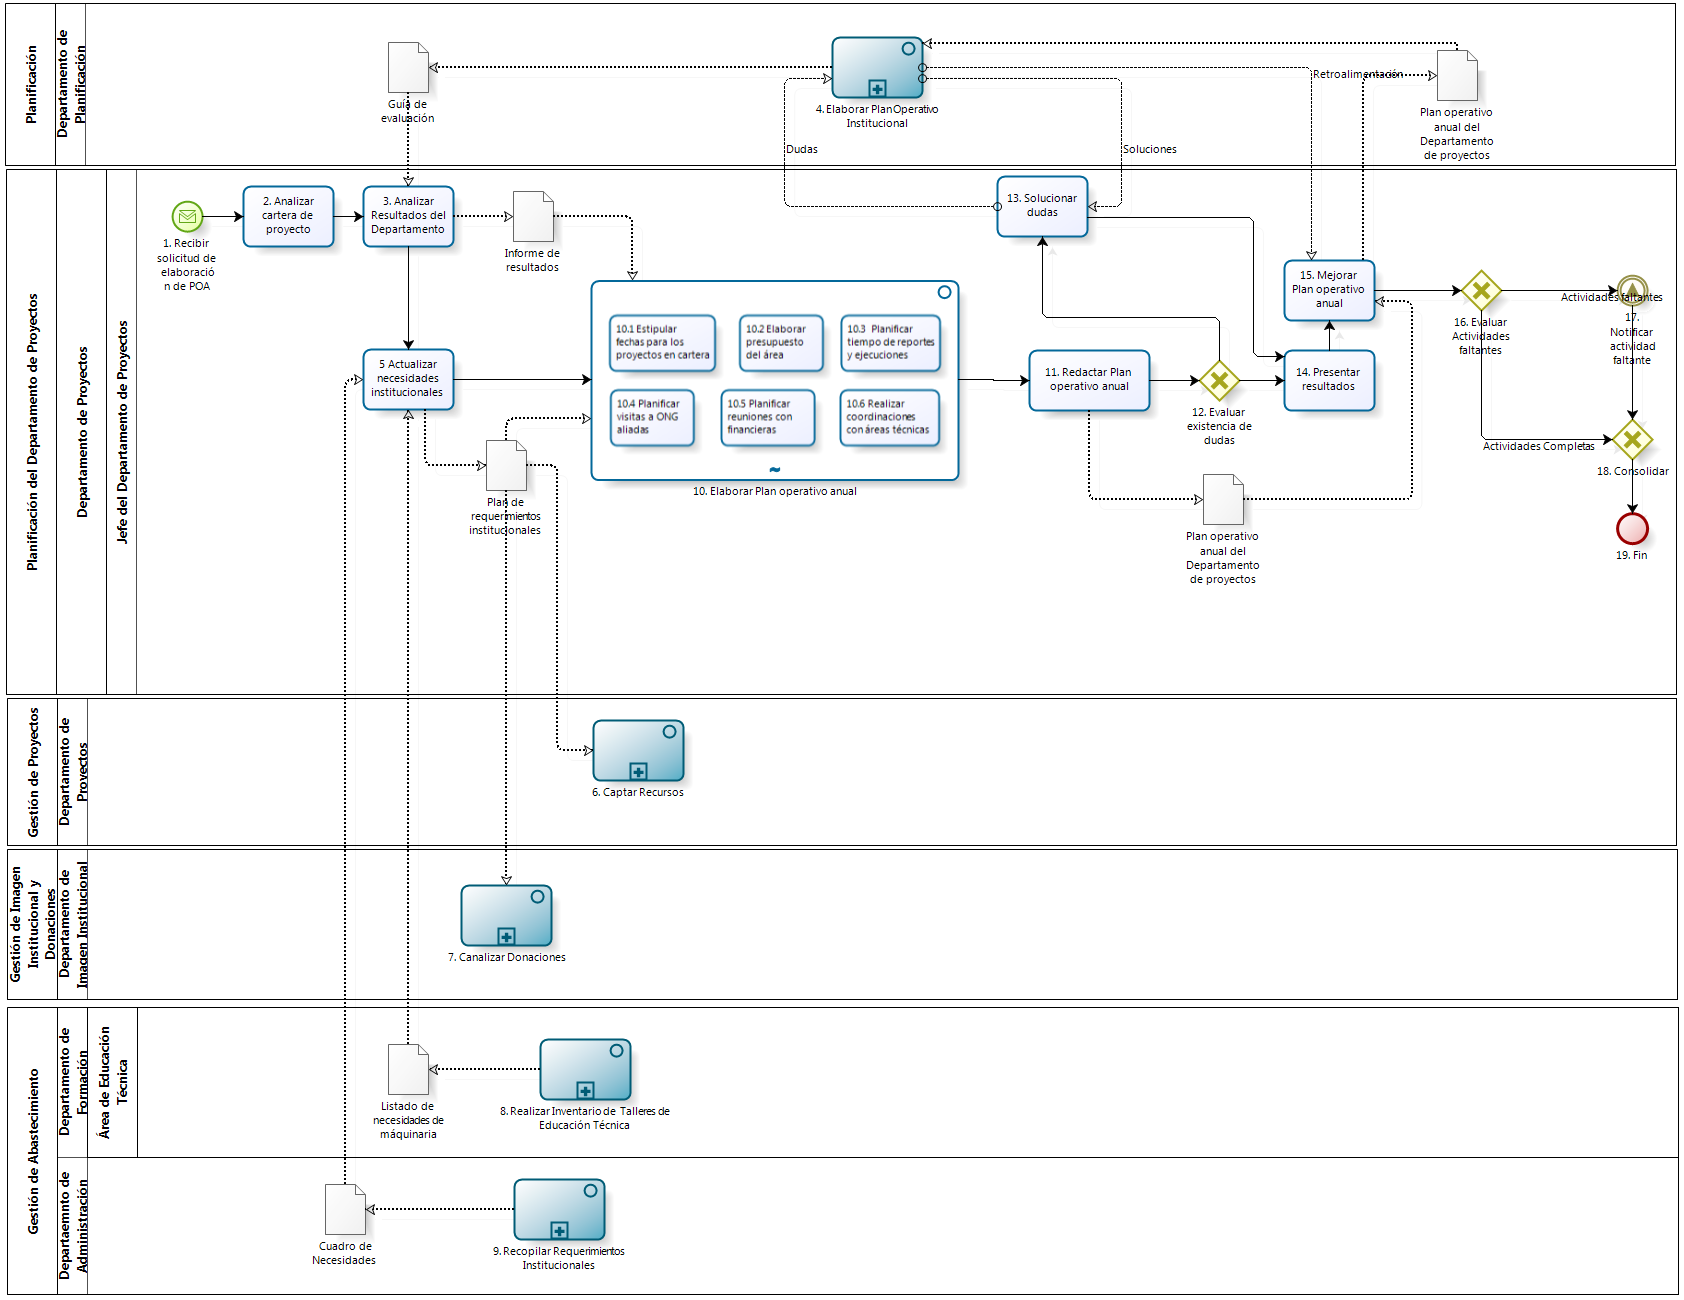 Planificación
Departamento de
Planificación
Guía de
evaluación
4. Elaborar Plan Operativo
Institucional
Dudas
Soluciones
Retroalimentación
Plan operativo
anual del
Departamento
de proyectos
Planificación del Departamento de Proyectos
Departamento de Proyectos
Jefe del Departamento de Proyectos
1. Recibir
solicitud de
elaboració
n de POA
2. Analizar
cartera de
proyecto
3. Analizar
Resultados del
Departamento
Informe de
resultados
5 Actualizar
necesidades
institucionales
Plan de
requerimientos
institucionales
10.1 Estipular
fechas para los
proyectos en cartera
10.2 Elaborar
presupuesto
del área
10.3 Planificar
tiempo de reportes
y ejecuciones
10.4 Planificar
visitas a ONG
aliadas
10.5 Planificar
reuniones con
financieras
10.6 Realizar
coordinaciones
con áreas técnicas
10. Elaborar Plan operativo anual
11. Redactar Plan
operativo anual
12. Evaluar
existencia de
dudas
13. Solucionar
dudas
14. Presentar
resultados
15. Mejorar
Plan operativo
anual
Plan operativo
anual del
Departamento
de proyectos
16. Evaluar
Actividades
faltantes
Actividades faltantes
17.
Notificar
actividad
faltante
Actividades Completas
18. Consolidar
19. Fin
Gestión de Proyectos
Departamento de
Proyectos
6. Captar Recursos
Gestión de Imagen
Institucional y
Donaciones
Departamento de
Imagen Institucional
7. Canalizar Donaciones
Gestión de Abastecimiento
Departamento de
Formación
Área de Educación
Técnica
Listado de
necesidades de
máquinaria
8. Realizar Inventario de Talleres de
Educación Técnica
Departaemnto de
Administración
Cuadro de
Necesidades
9. Recopilar Requerimientos
Institucionales